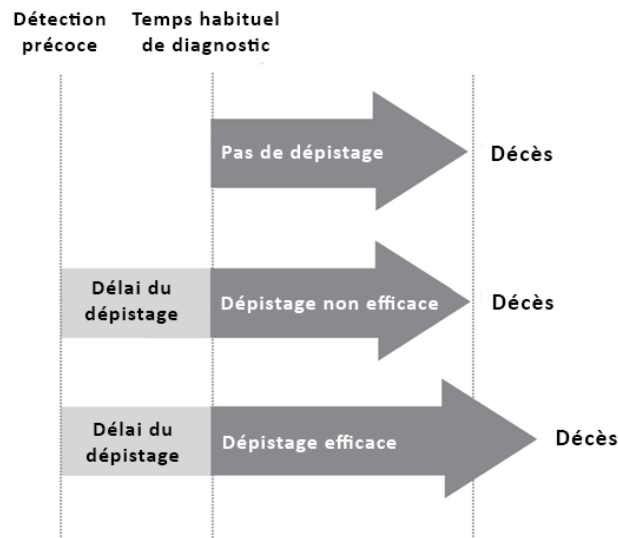 Détection
précoce
Temps habituel
de diagnostic
Pas de dépistage
Décès
Délai du
dépistage
Dépistage non efficace
Décès
Délai du
dépistage
Dépistage efficace
Décès